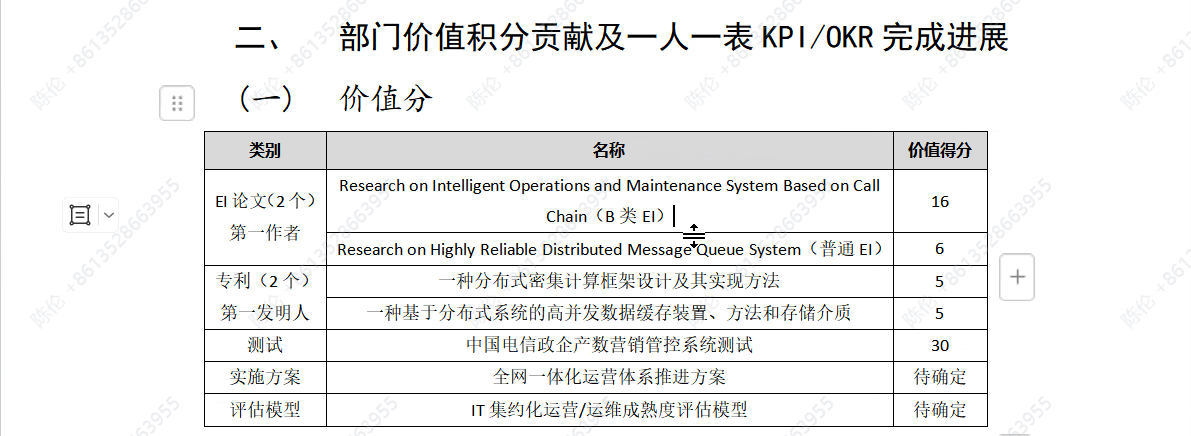 二、 部门价值积分贡献及一人一表 KPI/OKR 完成进展
(一) 价值分
类别 名称 价值得分
EI 论文（2 个）
第一作者
Research on Intelligent Operations and Maintenance System Based on Call
Chain（B 类 EI）
16
Research on Highly Reliable Distributed Message Queue System（普通 EI）
6
专利（2 个）
第一发明人
一种分布式密集计算框架设计及其实现方法
5
一种基于分布式系统的高并发数据缓存装置、方法和存储介质
5
测试 中国电信政企产数营销管控系统测试 30
实施方案 全网一体化运营体系推进方案 待确定
评估模型 IT 集约化运营/运维成熟度评估模型 待确定
陈伦 +8613528663955